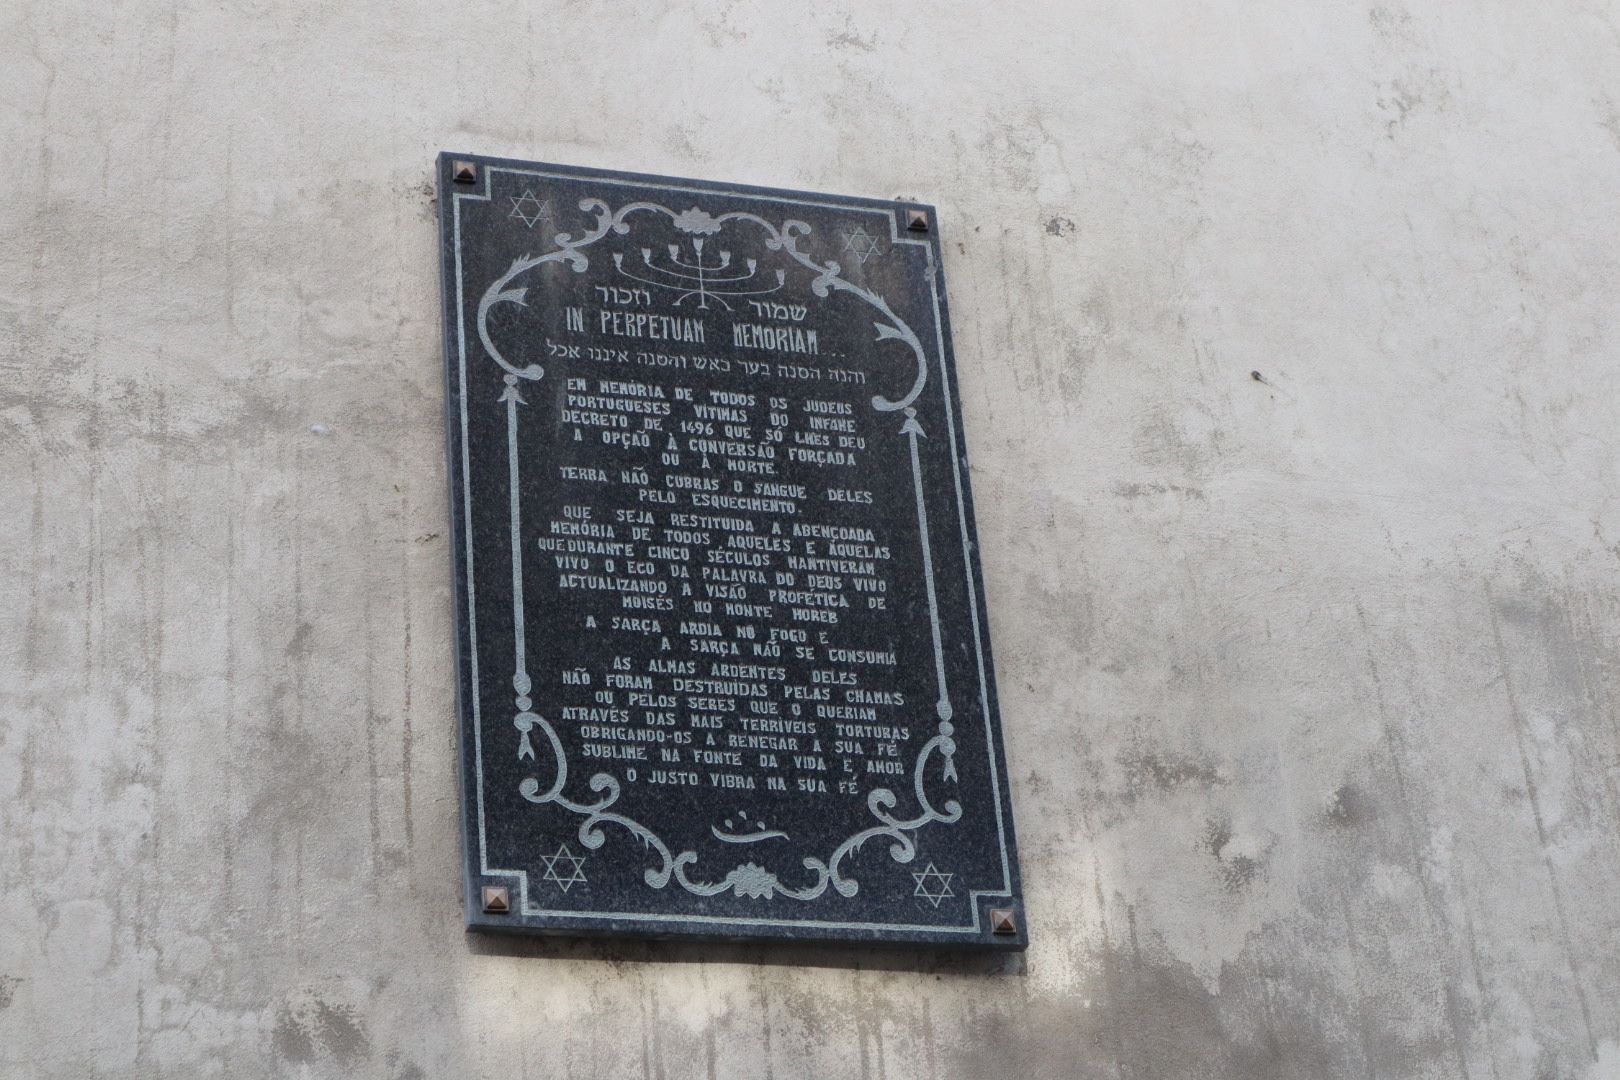 שמור וזכור
IN PERPETUAM MEMORIAM...
והנה הסנה בער באש והסנה איננו אכל
EM MEMÓRIA DE TODOS OS JUDEUS
PORTUGUESES VÍTIMAS DO INFAME
DECRETO DE 1496 QUE SÓ LHES DEU
A OPÇÃO À CONVERSÃO FORÇADA
OU À MORTE.
TERRA NÃO CUBRAS O SANGUE DELES
PELO ESQUECIMENTO.
QUE SEJA RESTITUIDA A ABENÇOADA
MEMÓRIA DE TODOS AQUELES E ÀQUELAS
QUE DURANTE CINCO SÉCULOS MANTIVERAM
VIVO O ECO DA PALAVRA DO DEUS VIVO
ACTUALIZANDO A VISÃO PROFÉTICA DE
MOISÉS NO MONTE HOREB
A SARÇA ARDIA NO FOGO E
A SARÇA NÃO SE CONSUMIA
AS ALMAS ARDENTES DELES
NÃO FORAM DESTRUÍDAS PELAS CHAMAS
OU PELOS SERES QUE O QUERIAM
ATRAVÉS DAS MAIS TERRÍVEIS TORTURAS
OBRIGANDO-OS A RENEGAR A SUA FÉ
SUBLIME NA FONTE DA VIDA E AMOR
O JUSTO VIBRA NA SUA FÉ